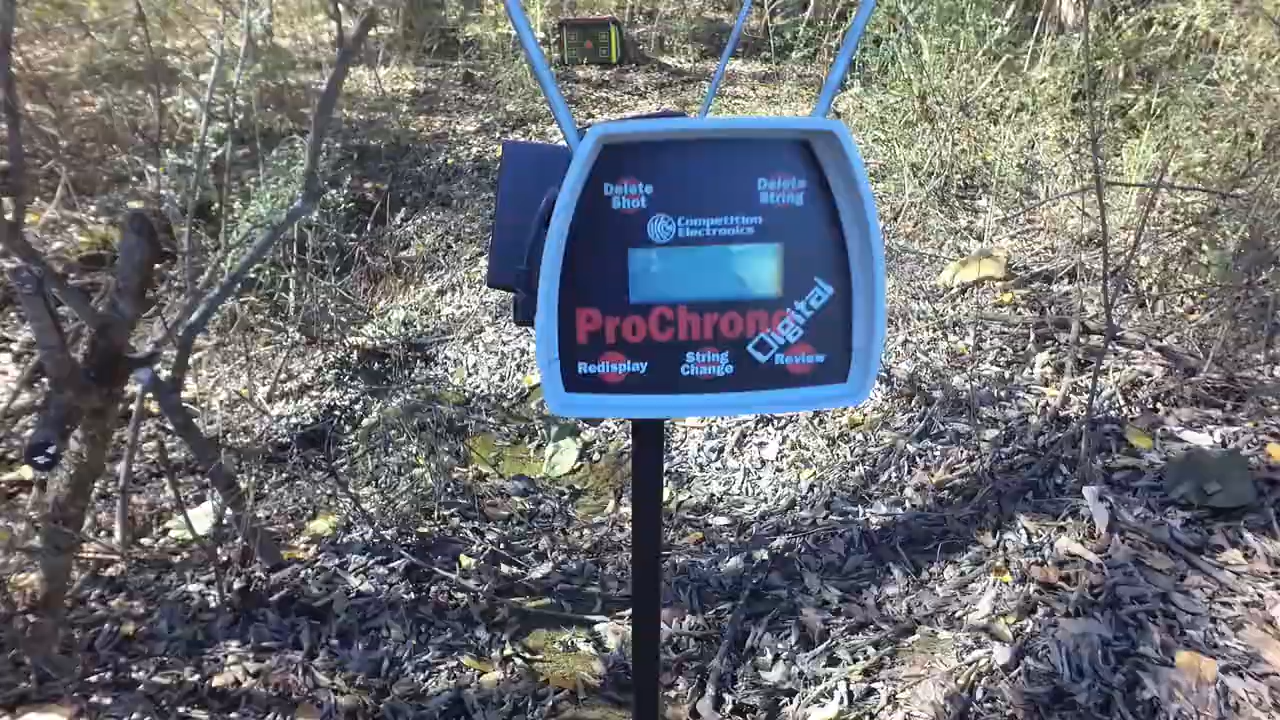 Delete
Shot
Delete
String
Competition
Electronics
ProChrono
Digital
Redisplay
String
Change
Review